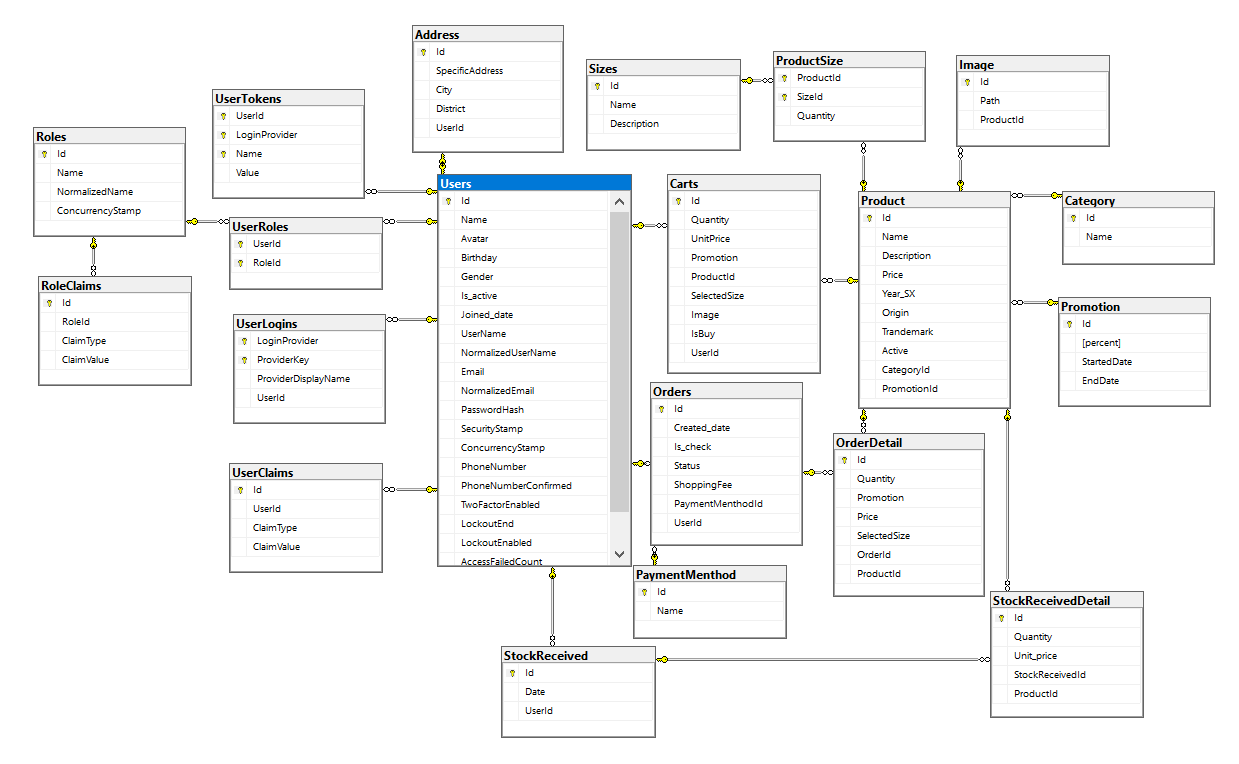 Address
Id
SpecificAddress
City
District
UserId
Sizes
Id
Name
Description
ProductSize
ProductId
SizeId
Quantity
Image
Id
Path
ProductId
UserTokens
UserId
LoginProvider
Name
Value
Roles
Id
Name
NormalizedName
ConcurrencyStamp
UserRoles
UserId
RoleId
RoleClaims
Id
RoleId
ClaimType
ClaimValue
UserLogins
LoginProvider
ProviderKey
ProviderDisplayName
UserId
UserClaims
Id
UserId
ClaimType
ClaimValue
Users
Id
Name
Avatar
Birthday
Gender
Is_active
Joined_date
UserName
NormalizedUserName
Email
NormalizedEmail
PasswordHash
SecurityStamp
ConcurrencyStamp
PhoneNumber
PhoneNumberConfirmed
TwoFactorEnabled
LockoutEnd
LockoutEnabled
AccessFailedCount
Carts
Id
Quantity
UnitPrice
Promotion
ProductId
SelectedSize
Image
IsBuy
UserId
Product
Id
Name
Description
Price
Year_SX
Origin
Trandemark
Active
CategoryId
PromotionId
Category
Id
Name
Promotion
Id
[percent]
StartedDate
EndDate
Orders
Id
Created_date
Is_check
Status
ShoppingFee
PaymentMenthodId
UserId
OrderDetail
Id
Quantity
Promotion
Price
SelectedSize
OrderId
ProductId
PaymentMenthod
Id
Name
StockReceivedDetail
Id
Quantity
Unit_price
StockReceivedId
ProductId
StockReceived
Id
Date
UserId